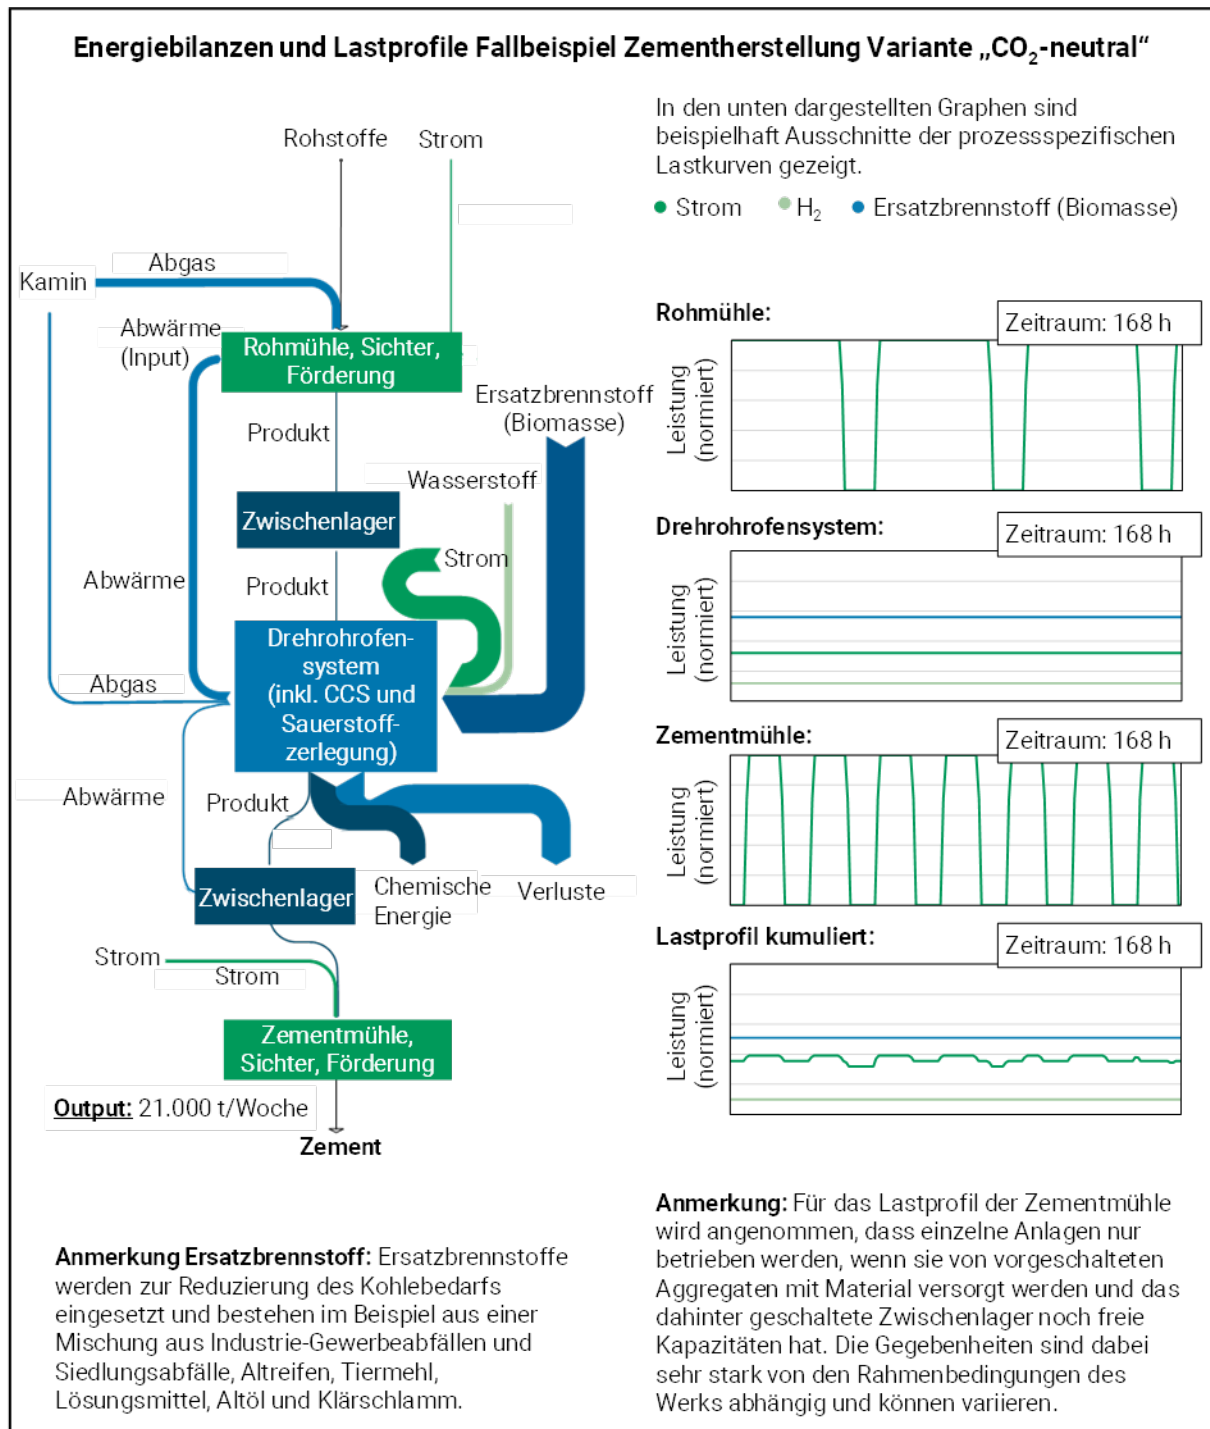 Energiebilanzen und Lastprofile Fallbeispiel Zementherstellung Variante „CO₂-neutral“
In den unten dargestellten Graphen sind
beispielhaft Ausschnitte der prozessspezifischen
Lastkurven gezeigt.
Strom
H₂
Ersatzbrennstoff (Biomasse)
Rohstoffe
Strom
Abgas
Kamin
Abwärme
(Input)
Rohmühle, Sichter,
Förderung
Ersatzbrennstoff
(Biomasse)
Produkt
Wasserstoff
Zwischenlager
Strom
Abwärme
Produkt
Drehrohrofen-
system
(inkl. CCS und
Sauerstoff-
zerlegung)
Abgas
Abwärme
Produkt
Zwischenlager
Chemische
Energie
Verluste
Strom
Strom
Zementmühle,
Sichter, Förderung
Output: 21.000 t/Woche
Zement
Rohmühle:
Zeitraum: 168 h
Leistung
(normiert)
Drehrohrofensystem:
Zeitraum: 168 h
Leistung
(normiert)
Zementmühle:
Zeitraum: 168 h
Leistung
(normiert)
Lastprofil kumuliert:
Zeitraum: 168 h
Leistung
(normiert)
Anmerkung Ersatzbrennstoff: Ersatzbrennstoffe
werden zur Reduzierung des Kohlebedarfs
eingesetzt und bestehen im Beispiel aus einer
Mischung aus Industrie-Gewerbeabfällen und
Siedlungsabfälle, Altreifen, Tiermehl,
Lösungsmittel, Altöl und Klärschlamm.
Anmerkung: Für das Lastprofil der Zementmühle
wird angenommen, dass einzelne Anlagen nur
betrieben werden, wenn sie von vorgeschalteten
Aggregaten mit Material versorgt werden und das
dahinter geschaltete Zwischenlager noch freie
Kapazitäten hat. Die Gegebenheiten sind dabei
sehr stark von den Rahmenbedingungen des
Werks abhängig und können variieren.